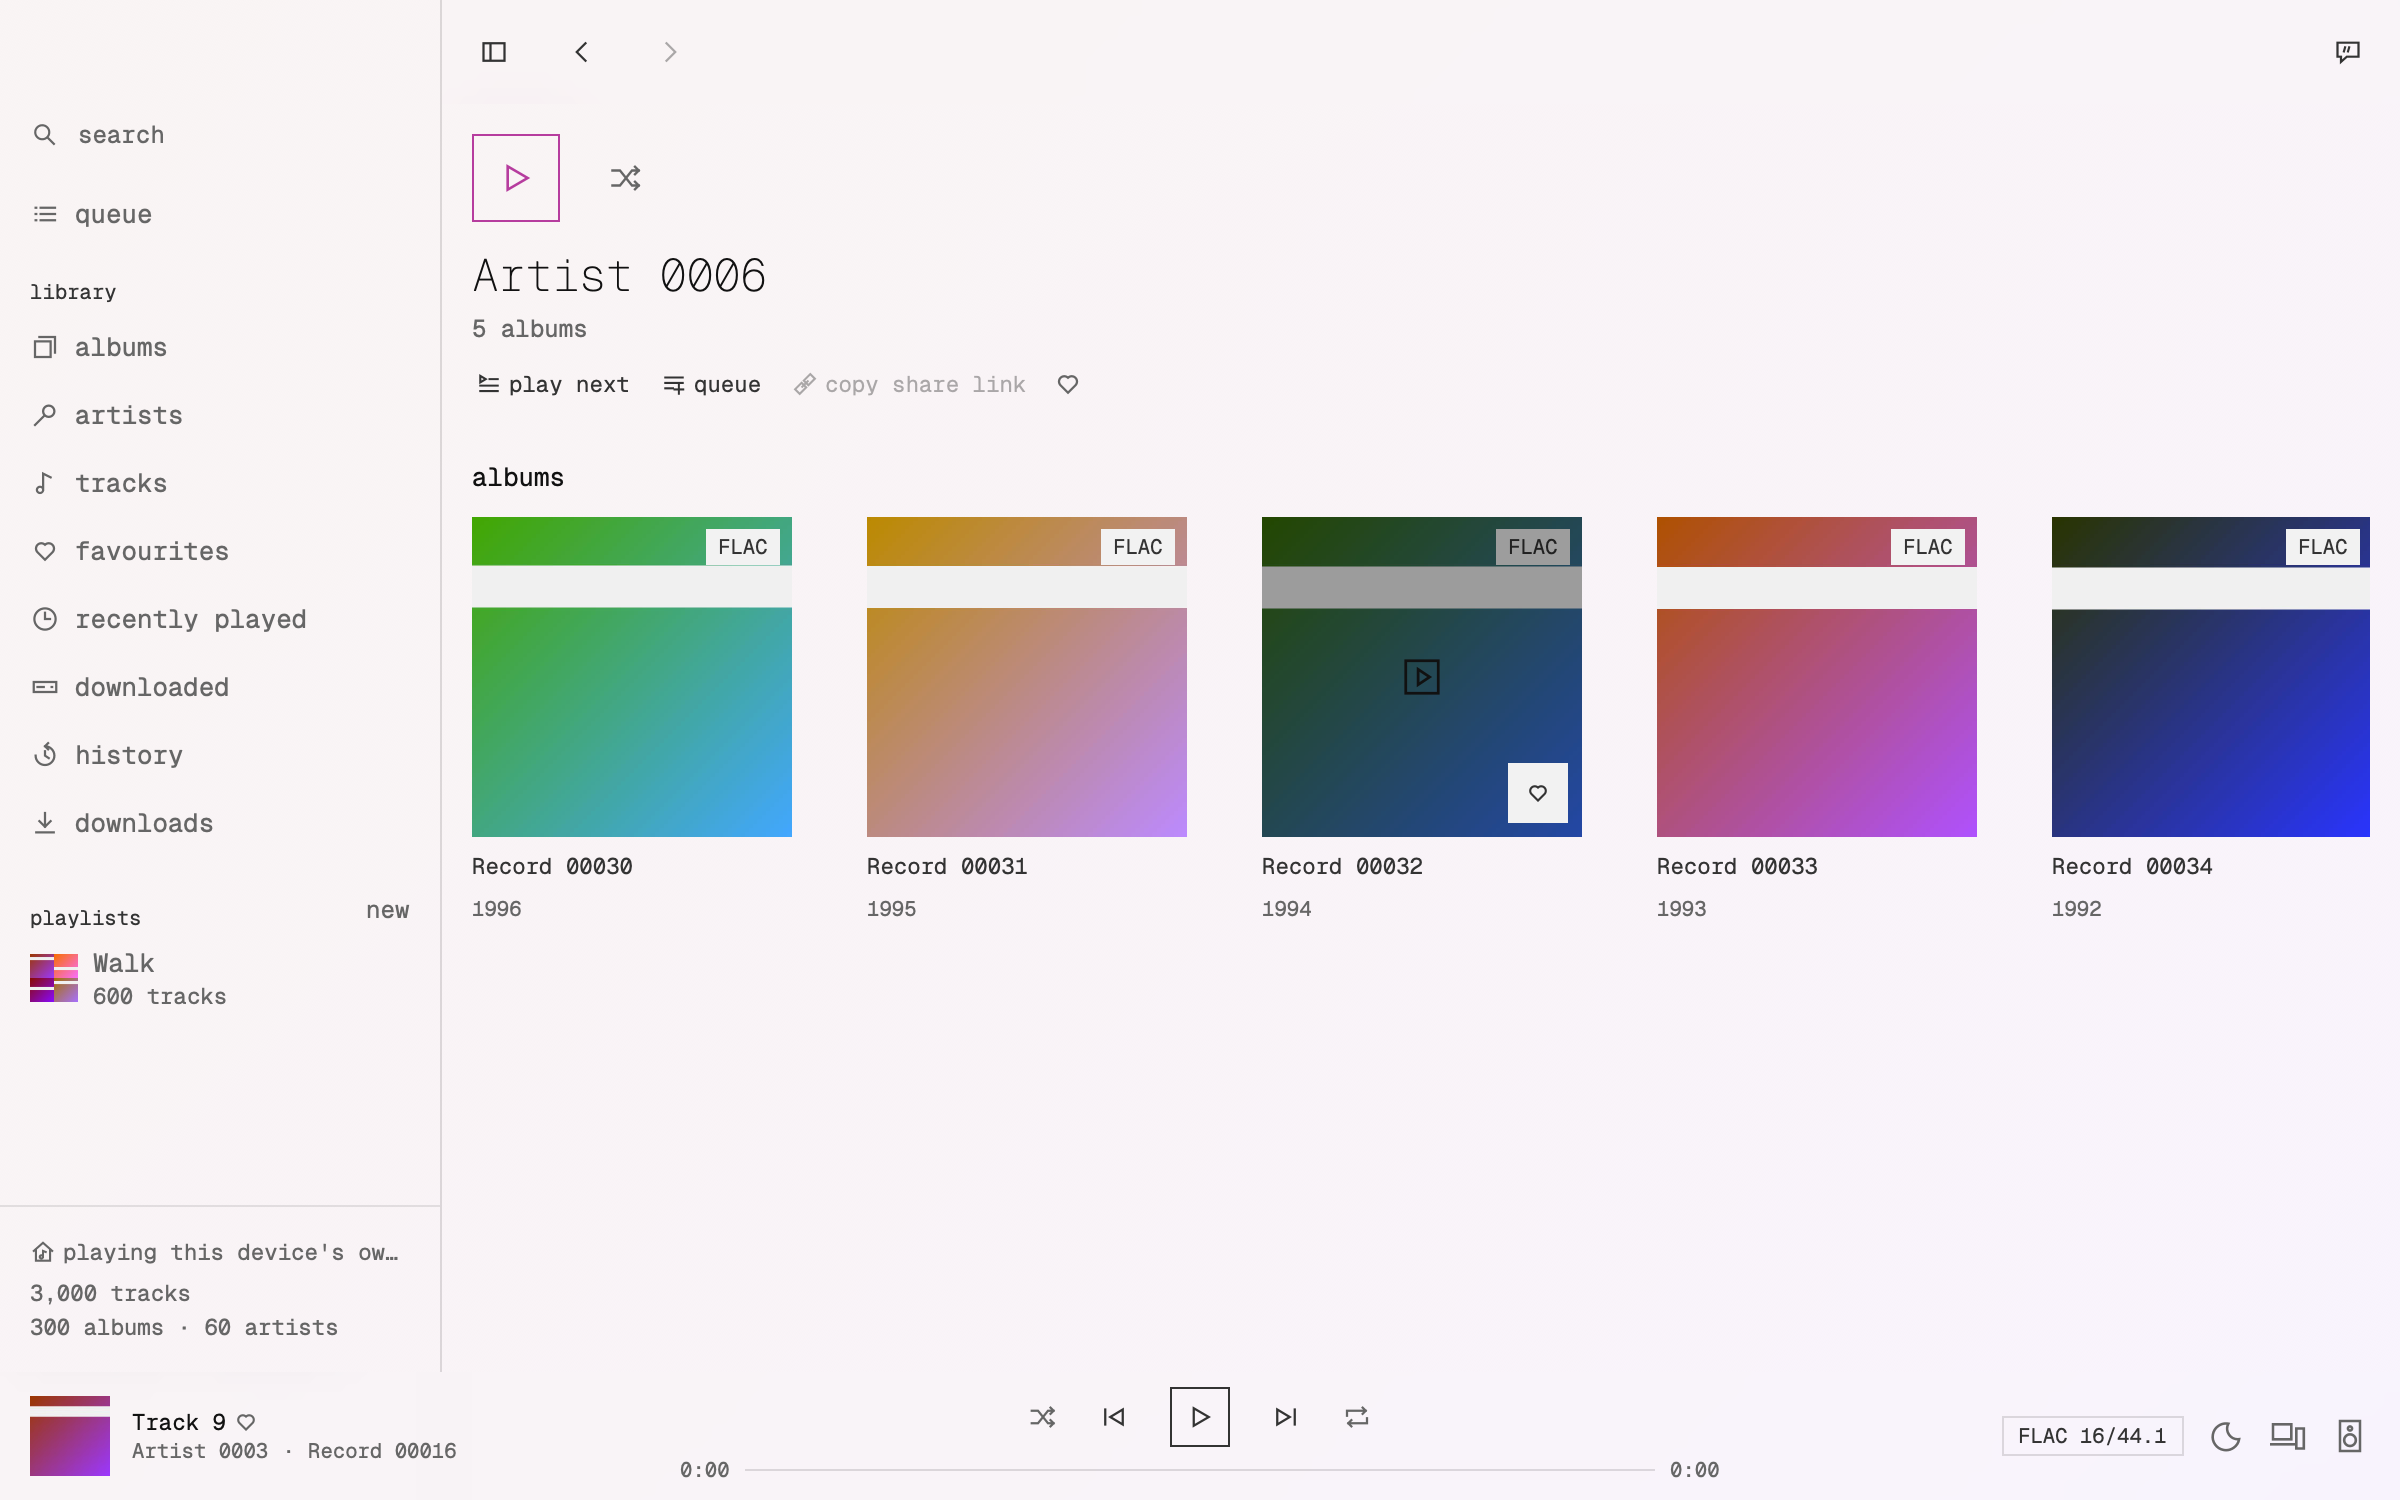 search
queue
library
albums
artists
tracks
favourites
recently played
downloaded
history
downloads
playlists
new
Walk
600 tracks
playing this device's ow…
3,000 tracks
300 albums · 60 artists
Artist 0006
5 albums
play next
queue
copy share link
albums
FLAC
FLAC
FLAC
FLAC
FLAC
Record 00030
1996
Record 00031
1995
Record 00032
1994
Record 00033
1993
Record 00034
1992
Track 9
Artist 0003 · Record 00016
0:00
0:00
FLAC 16/44.1